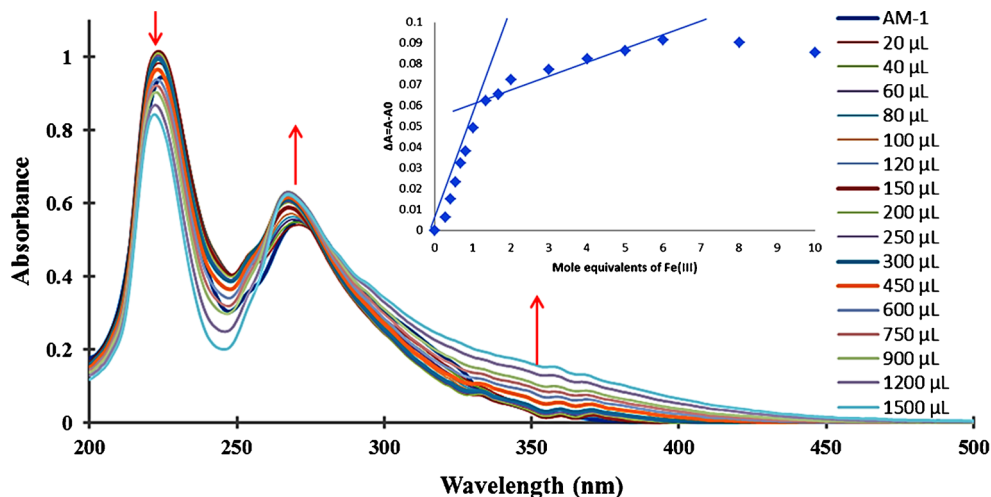 Absorbance
1
0.8
0.6
0.4
0.2
0
200
250
300
350
400
450
500
Wavelength (nm)
ΔA=A-A0
0.1
0.09
0.08
0.07
0.06
0.05
0.04
0.03
0.02
0.01
0
0
1
2
3
4
5
6
7
8
9
10
Mole equivalents of Fe(III)
AM-1
20 µL
40 µL
60 µL
80 µL
100 µL
120 µL
150 µL
200 µL
250 µL
300 µL
450 µL
600 µL
750 µL
900 µL
1200 µL
1500 µL